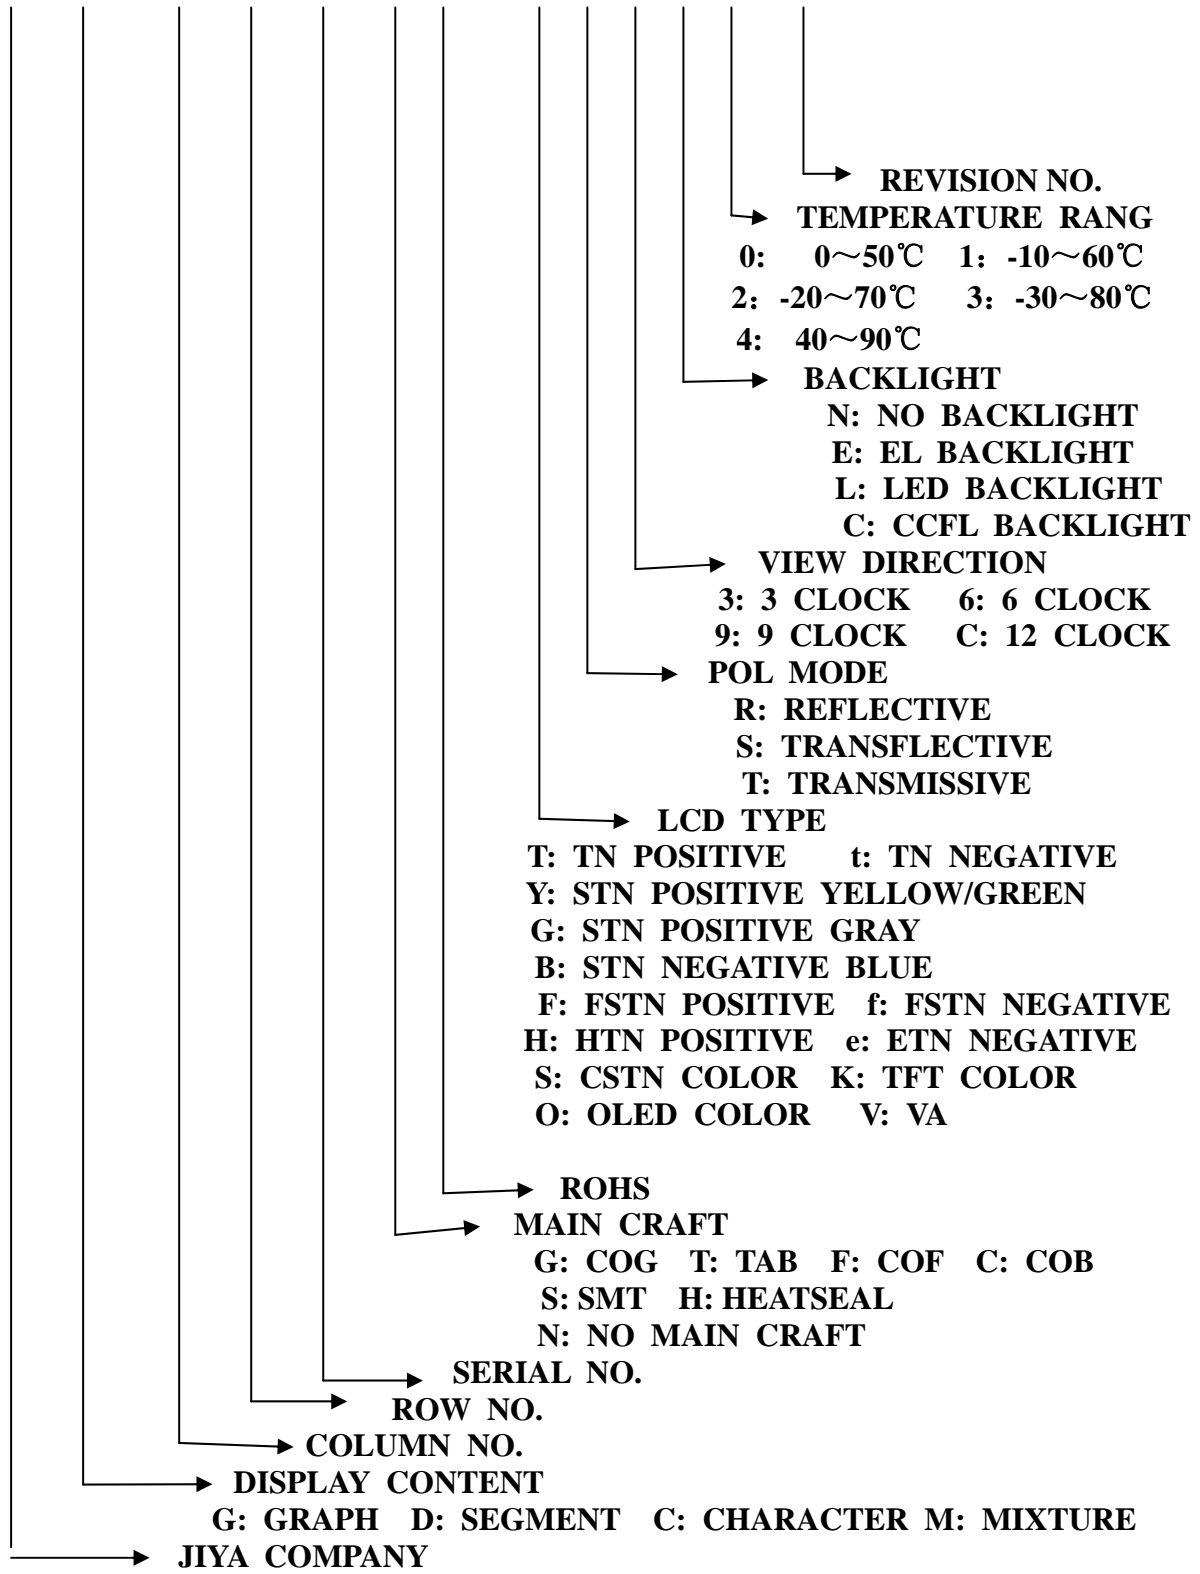 REVISION NO.
TEMPERATURE RANG
0: 0～50℃ 1：-10～60℃
2：-20～70℃ 3：-30～80℃
4: 40～90℃
BACKLIGHT
N: NO BACKLIGHT
E: EL BACKLIGHT
L: LED BACKLIGHT
C: CCFL BACKLIGHT
VIEW DIRECTION
3: 3 CLOCK 6: 6 CLOCK
9: 9 CLOCK C: 12 CLOCK
POL MODE
R: REFLECTIVE
S: TRANSFLECTIVE
T: TRANSMISSIVE
LCD TYPE
T: TN POSITIVE t: TN NEGATIVE
Y: STN POSITIVE YELLOW/GREEN
G: STN POSITIVE GRAY
B: STN NEGATIVE BLUE
F: FSTN POSITIVE f: FSTN NEGATIVE
H: HTN POSITIVE e: ETN NEGATIVE
S: CSTN COLOR K: TFT COLOR
O: OLED COLOR V: VA
ROHS
MAIN CRAFT
G: COG T: TAB F: COF C: COB
S: SMT H: HEATSEAL
N: NO MAIN CRAFT
SERIAL NO.
ROW NO.
COLUMN NO.
DISPLAY CONTENT
G: GRAPH D: SEGMENT C: CHARACTER M: MIXTURE
JIYA COMPANY